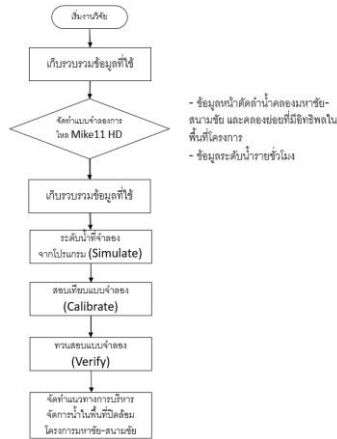 เริ่มงานวิจัย
เก็บรวบรวมข้อมูลที่ใช้
จัดทำแบบจำลองการ
ไหล Mike11 HD
- ข้อมูลหน้าตัดลำน้ำคลองมหาชัย-
สนามชัย และคลองย่อยที่มีอิทธิพลใน
พื้นที่โครงการ
- ข้อมูลระดับน้ำรายชั่วโมง
เก็บรวบรวมข้อมูลที่ใช้
ระดับน้ำที่จำลอง
จากโปรแกรม (Simulate)
สอบเทียบแบบจำลอง
(Calibrate)
ทวนสอบแบบจำลอง
(Verify)
จัดทำแนวทางการบริหาร
จัดการน้ำในพื้นที่ปิดล้อม
โครงการมหาชัย-สนามชัย